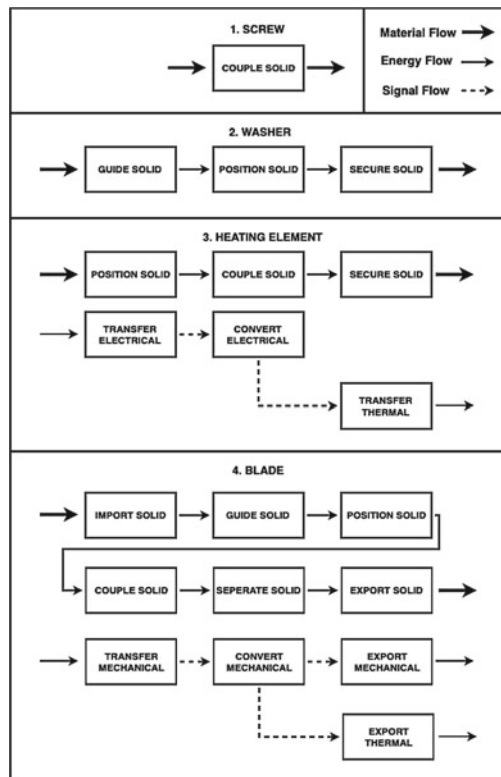 1. SCREW
COUPLE SOLID
Material Flow
Energy Flow
Signal Flow
2. WASHER
GUIDE SOLID
POSITION SOLID
SECURE SOLID
3. HEATING ELEMENT
POSITION SOLID
COUPLE SOLID
SECURE SOLID
TRANSFER
ELECTRICAL
CONVERT
ELECTRICAL
TRANSFER
THERMAL
4. BLADE
IMPORT SOLID
GUIDE SOLID
POSITION SOLID
COUPLE SOLID
SEPERATE SOLID
EXPORT SOLID
TRANSFER
MECHANICAL
CONVERT
MECHANICAL
EXPORT
MECHANICAL
EXPORT
THERMAL